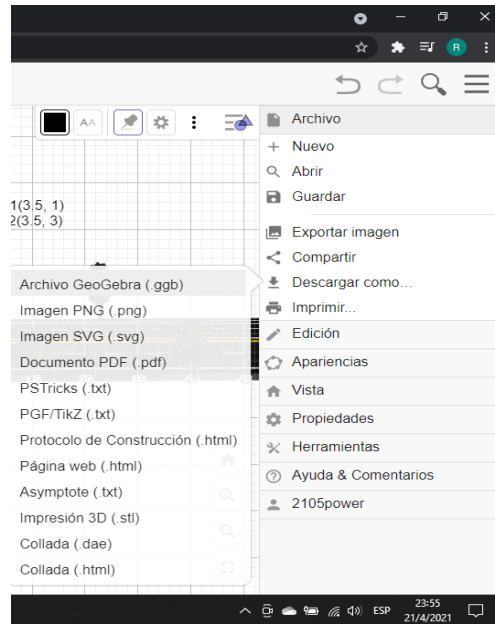 R
AA
Archivo
Nuevo
Abrir
Guardar
1(3.5, 1)
2(3.5, 3)
Exportar imagen
Compartir
Descargar como...
Imprimir...
Edición
Apariencias
Vista
Propiedades
Herramientas
Ayuda & Comentarios
2105power
Archivo GeoGebra (.ggb)
Imagen PNG (.png)
Imagen SVG (.svg)
Documento PDF (.pdf)
PSTricks (.txt)
PGF/TikZ (.txt)
Protocolo de Construcción (.html)
Página web (.html)
Asymptote (.txt)
Impresión 3D (.stl)
Collada (.dae)
Collada (.html)
ESP
23:55
21/4/2021